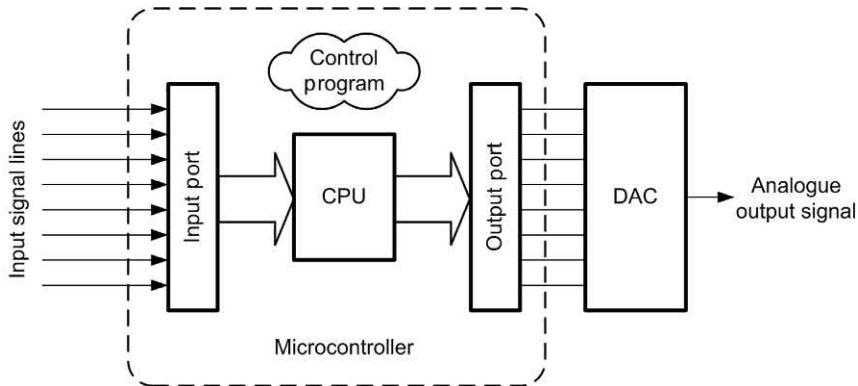 Control
program
Input signal lines
Input port
CPU
Output port
DAC
Analogue
output signal
Microcontroller